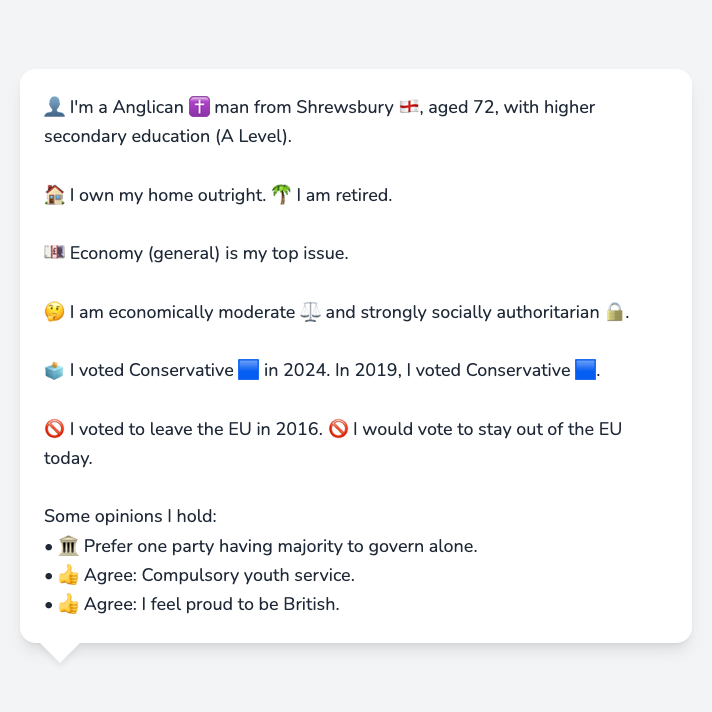 👤 I'm a Anglican ✝️ man from Shrewsbury 🏴󠁧󠁢󠁥󠁮󠁧󠁿, aged 72, with higher
secondary education (A Level).
🏠 I own my home outright. 🌴 I am retired.
💷 Economy (general) is my top issue.
🤔 I am economically moderate ⚖️ and strongly socially authoritarian 🔒.
🗳️ I voted Conservative 🟦 in 2024. In 2019, I voted Conservative 🟦.
🚫 I voted to leave the EU in 2016. 🚫 I would vote to stay out of the EU
today.
Some opinions I hold:
• 🏛️ Prefer one party having majority to govern alone.
• 👍 Agree: Compulsory youth service.
• 👍 Agree: I feel proud to be British.